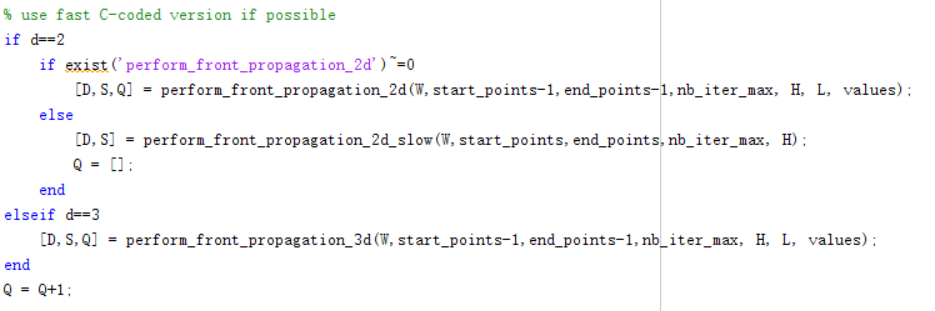 % use fast C-coded version if possible
if d==2
    if exist('perform_front_propagation_2d')~=0
        [D,S,Q] = perform_front_propagation_2d(W,start_points-1,end_points-1,nb_iter_max, H, L, values);
    else
        [D,S] = perform_front_propagation_2d_slow(W,start_points,end_points,nb_iter_max, H);
        Q = [];
    end
elseif d==3
    [D,S,Q] = perform_front_propagation_3d(W,start_points-1,end_points-1,nb_iter_max, H, L, values);
end
Q = Q+1;